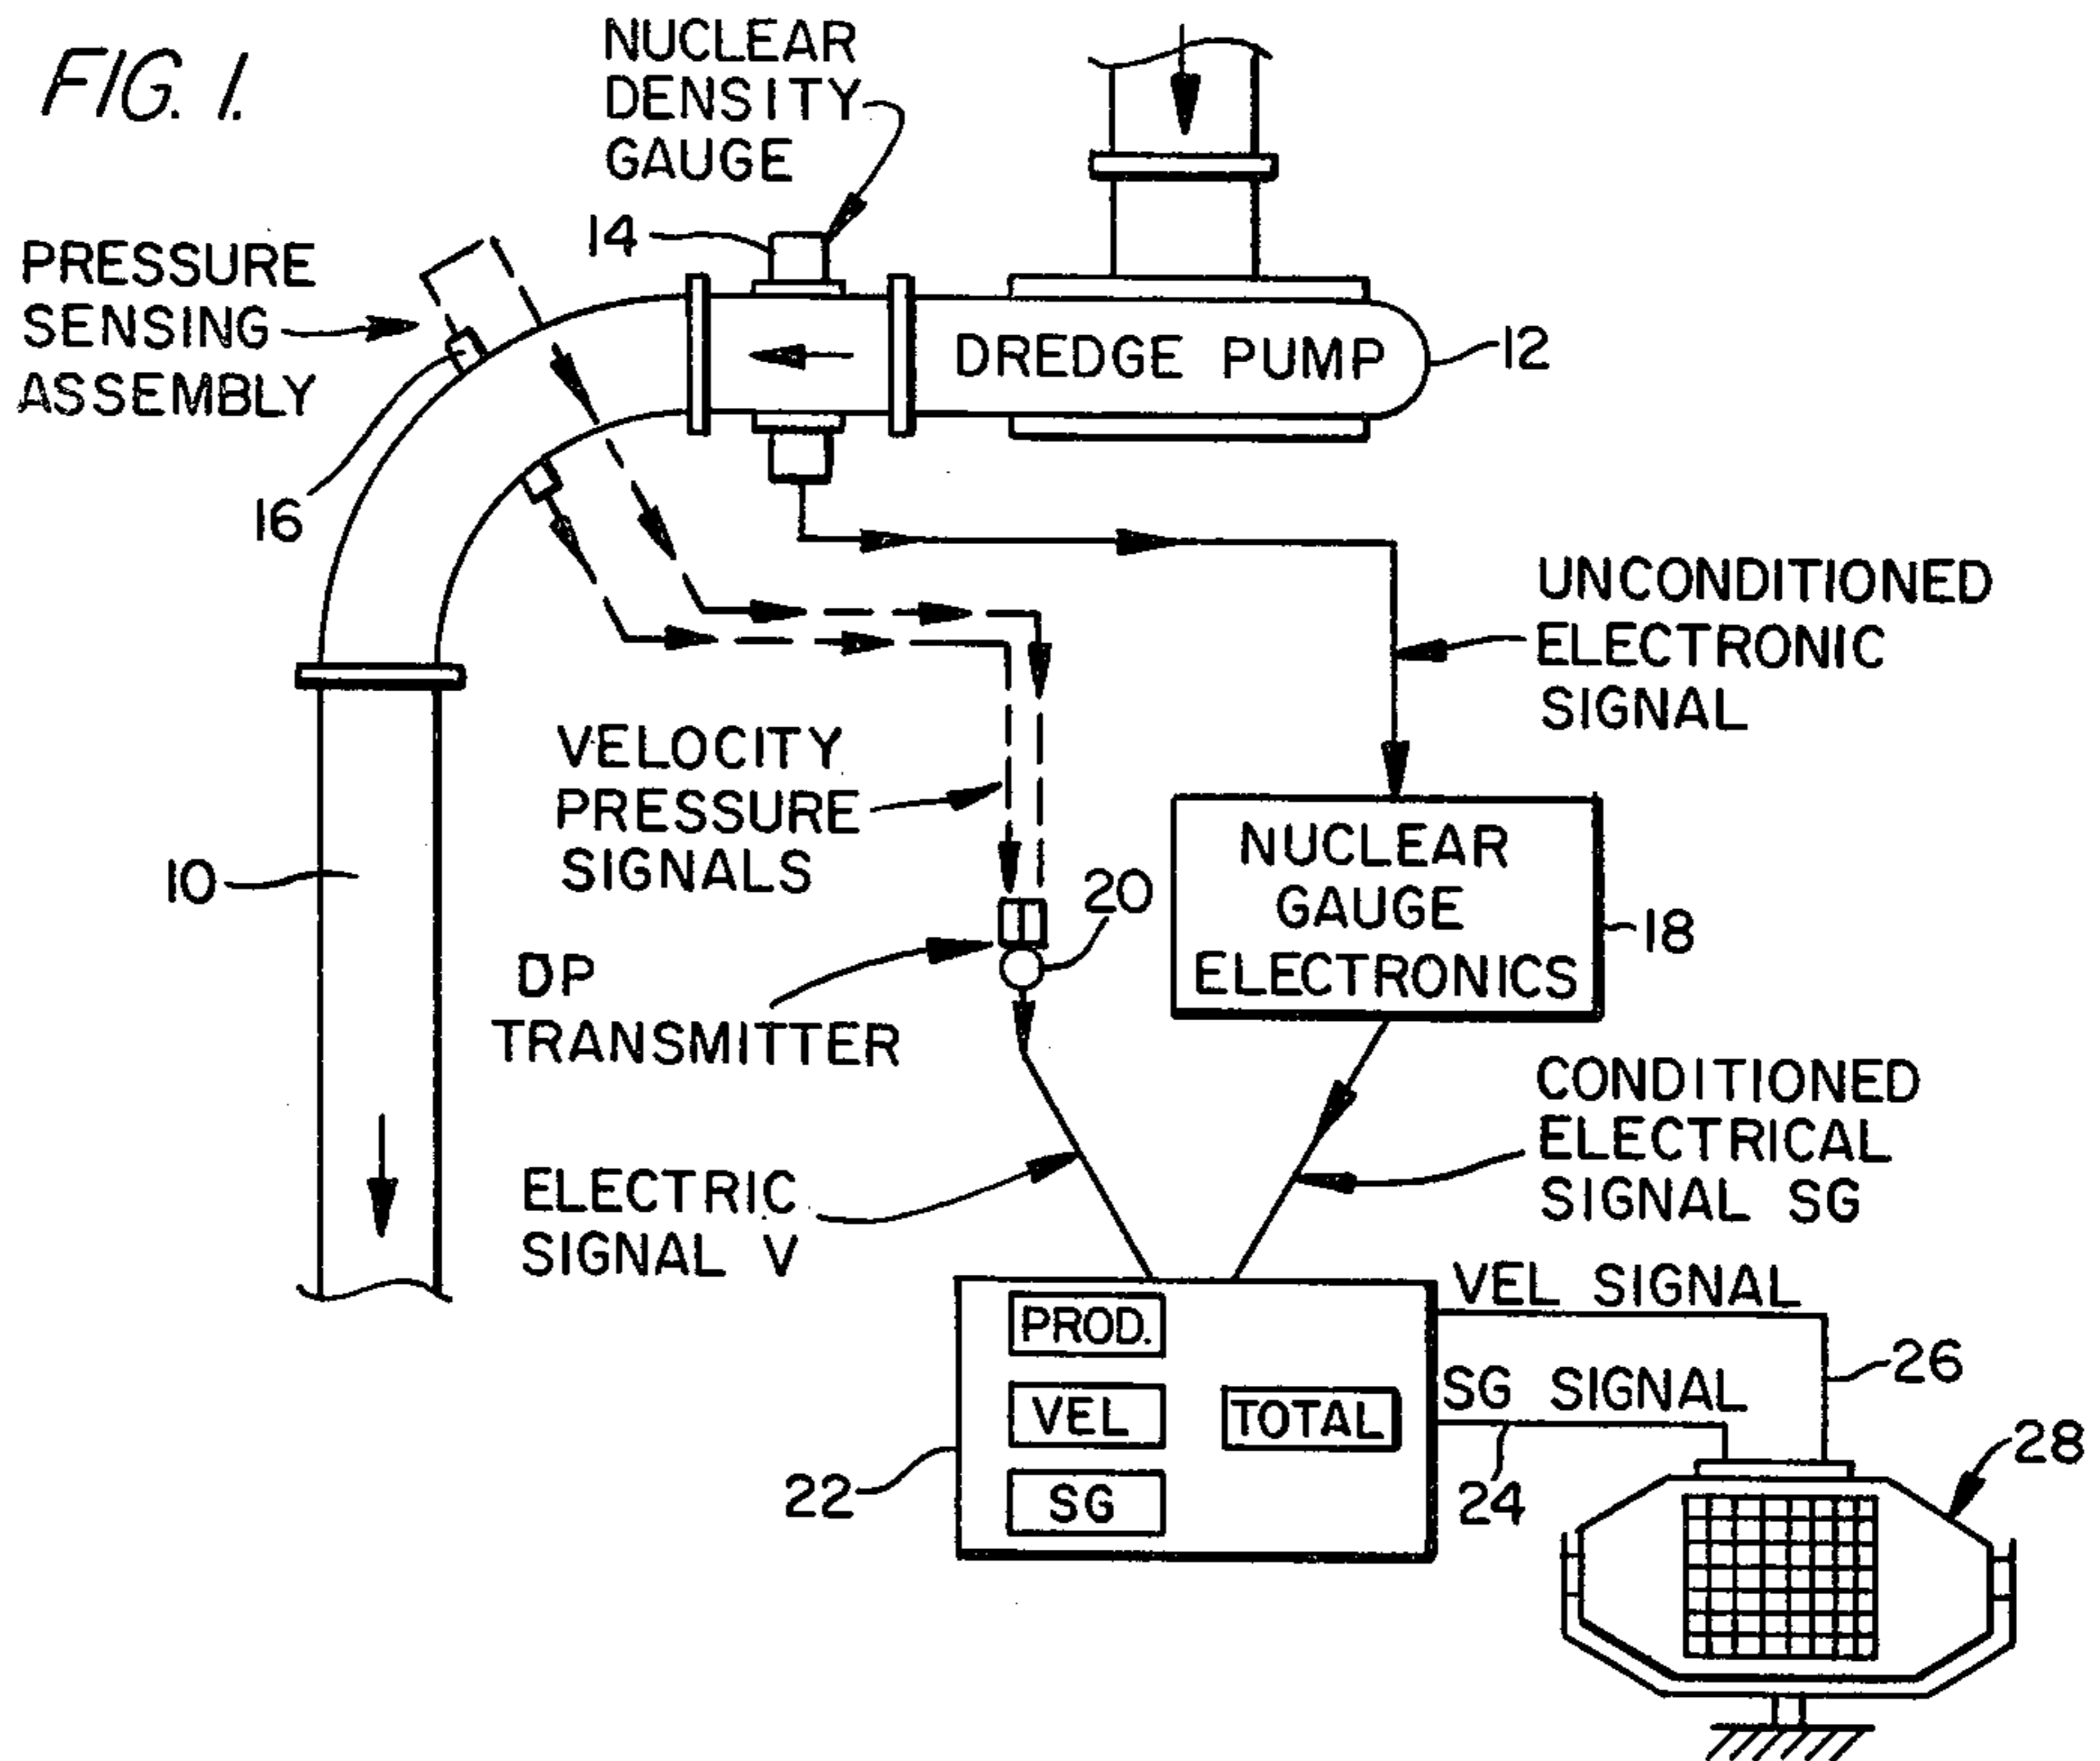 FIG. 1.
NUCLEAR
DENSITY
GAUGE
14
PRESSURE
SENSING
ASSEMBLY
DREDGE PUMP
12
16
UNCONDITIONED
ELECTRONIC
SIGNAL
VELOCITY
PRESSURE
SIGNALS
10
20
NUCLEAR
GAUGE
ELECTRONICS
18
DP
TRANSMITTER
CONDITIONED
ELECTRICAL
SIGNAL SG
ELECTRIC
SIGNAL V
VEL SIGNAL
PROD.
26
SG SIGNAL
VEL
TOTAL
28
22
SG
24